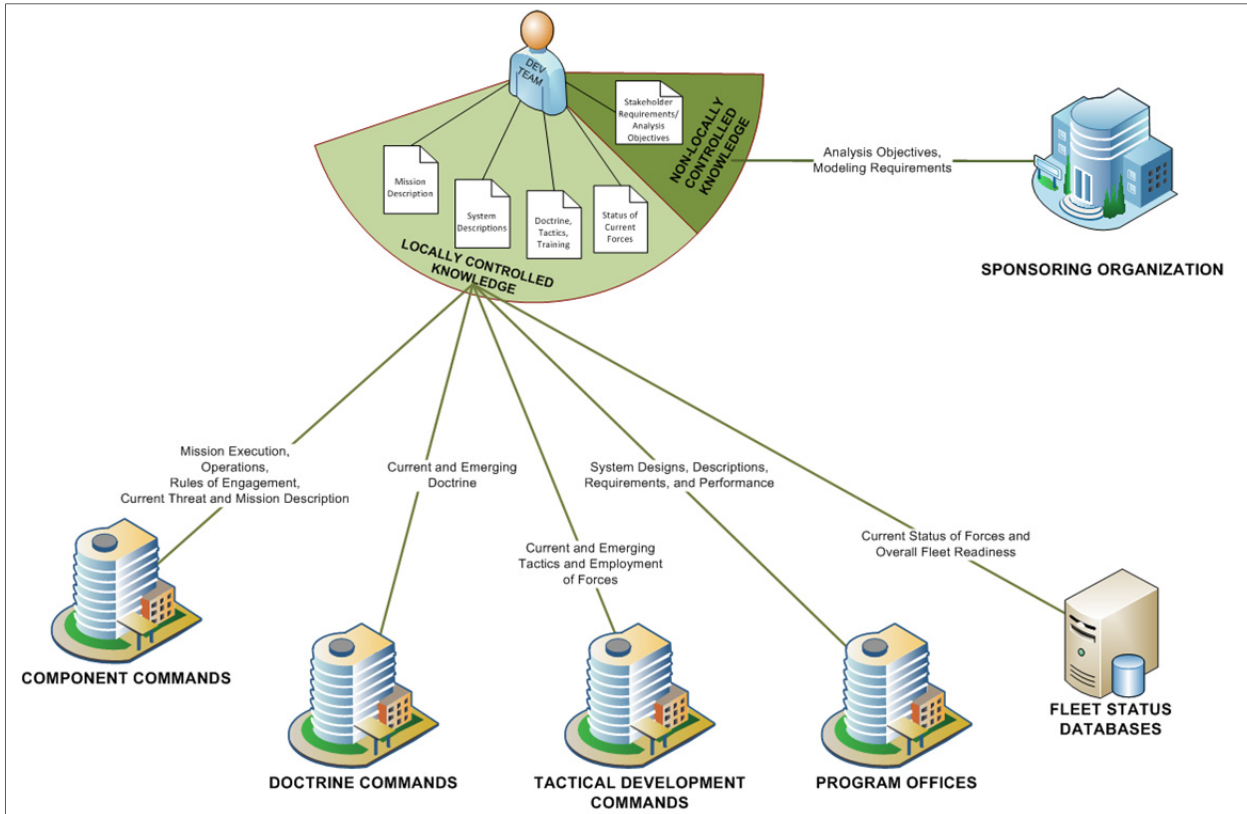 DEV
TEAM
Stakeholder
Requirements/
Analysis
Objectives
NON-LOCALLY
CONTROLLED
KNOWLEDGE
Analysis Objectives,
Modeling Requirements
SPONSORING ORGANIZATION
Mission
Description
System
Descriptions
Doctrine,
Tactics,
Training
Status of
Current
Forces
LOCALLY CONTROLLED
KNOWLEDGE
Mission Execution,
Operations,
Rules of Engagement,
Current Threat and Mission Description
Current and Emerging
Doctrine
Current and Emerging
Tactics and Employment
of Forces
System Designs, Descriptions,
Requirements, and Performance
Current Status of Forces and
Overall Fleet Readiness
COMPONENT COMMANDS
DOCTRINE COMMANDS
TACTICAL DEVELOPMENT
COMMANDS
PROGRAM OFFICES
FLEET STATUS
DATABASES